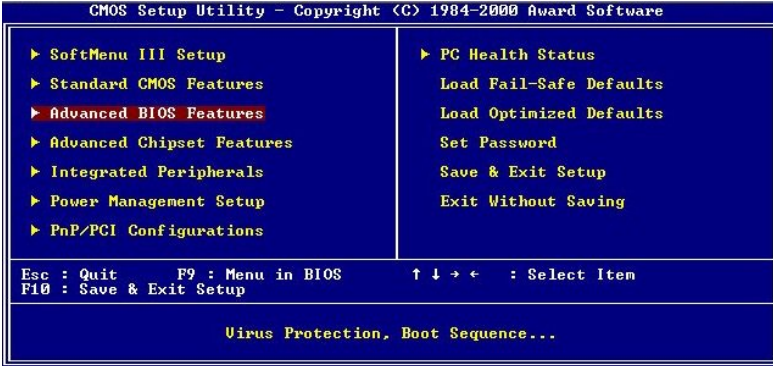 CMOS Setup Utility - Copyright (C) 1984-2000 Award Software
▶ SoftMenu III Setup
▶ Standard CMOS Features
▶ Advanced BIOS Features
▶ Advanced Chipset Features
▶ Integrated Peripherals
▶ Power Management Setup
▶ PnP/PCI Configurations
▶ PC Health Status
Load Fail-Safe Defaults
Load Optimized Defaults
Set Password
Save & Exit Setup
Exit Without Saving
Esc : Quit F9 : Menu in BIOS ↑ ↓ → ← : Select Item
F10 : Save & Exit Setup
Virus Protection, Boot Sequence...